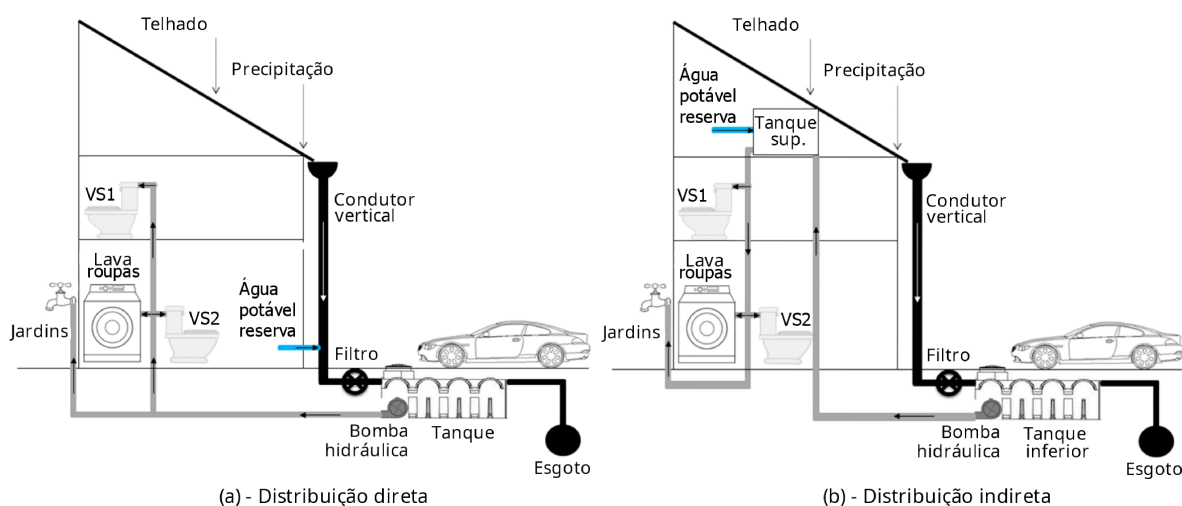 Telhado
Precipitação
VS1
Condutor
vertical
Lava
roupas
Água
potável
reserva
Jardins
VS2
Filtro
Bomba
hidráulica
Tanque
Esgoto
(a) - Distribuição direta
Telhado
Precipitação
Água
potável
reserva
Tanque
sup.
VS1
Condutor
vertical
Lava
roupas
Jardins
VS2
Filtro
Bomba
hidráulica
Tanque
inferior
Esgoto
(b) - Distribuição indireta